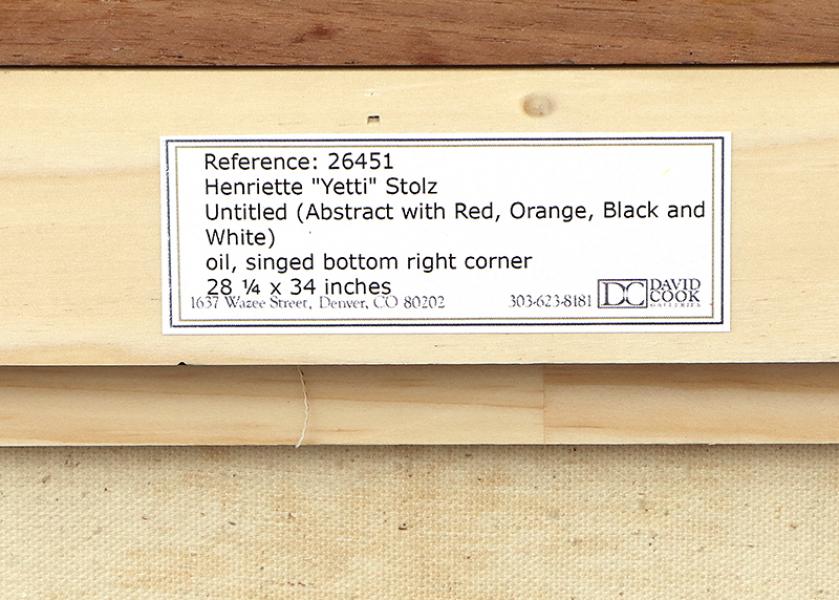 Reference: 26451
Henriette "Yetti" Stolz
Untitled (Abstract with Red, Orange, Black and
White)
oil, singed bottom right corner
28 ¼ x 34 inches
1637 Wazee Street, Denver, CO 80202 303-623-8181 DC DAVID
COOK
GALLERIES